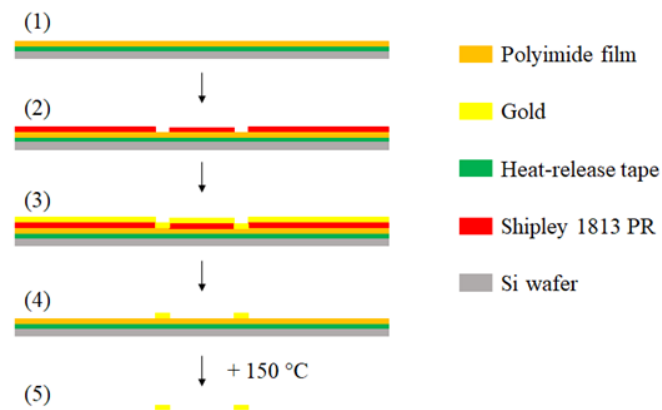 (1)
Polyimide film
(2)
Gold
Heat-release tape
(3)
Shipley 1813 PR
Si wafer
(4)
+ 150 °C
(5)